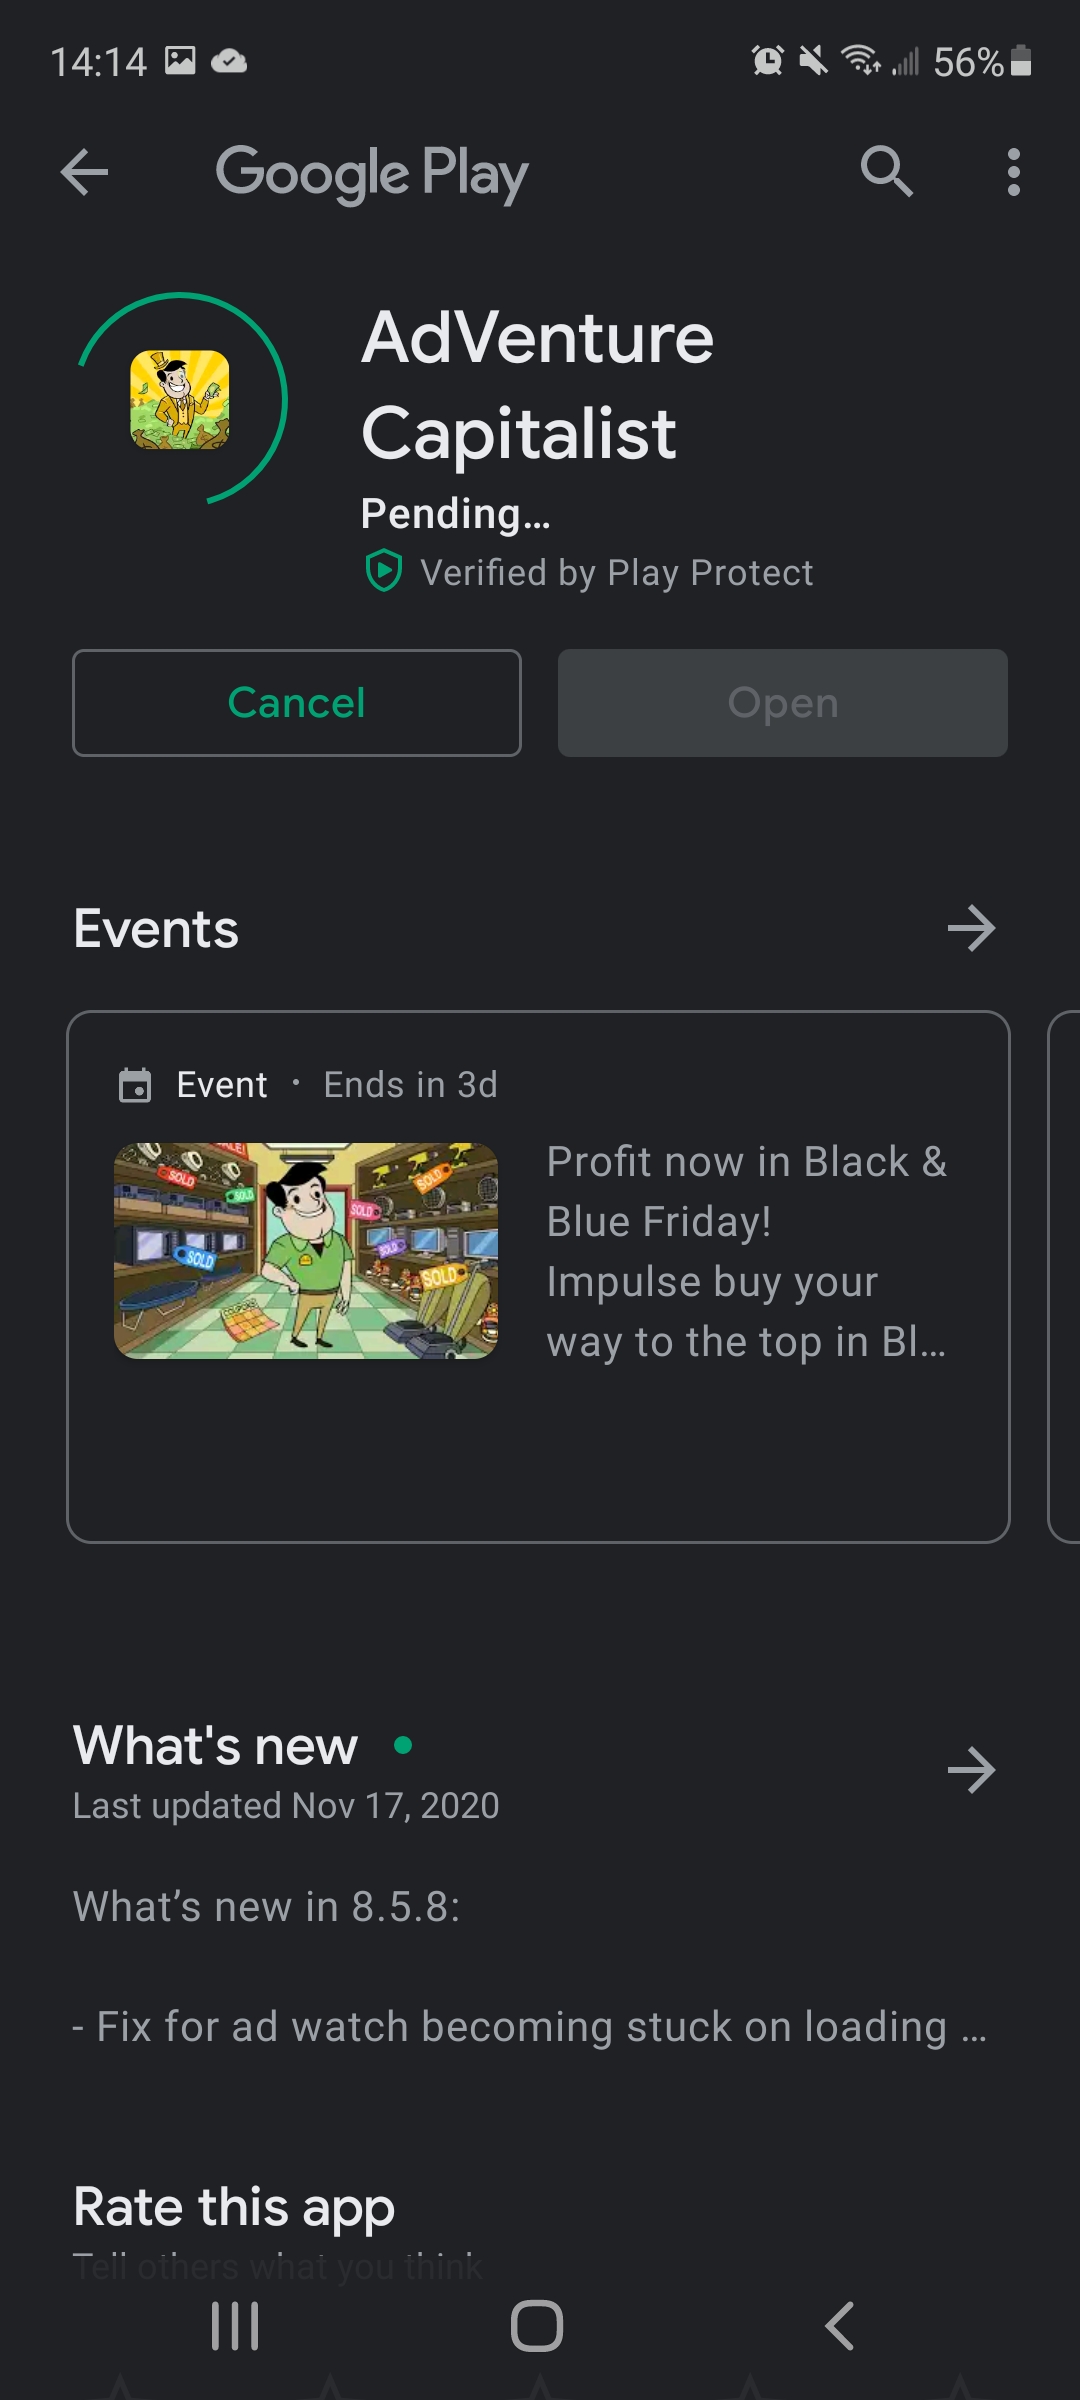 14:14
56%
Google Play
AdVenture
Capitalist
Pending...
Verified by Play Protect
Cancel
Open
Events
Event • Ends in 3d
SOLD
SOLD
SOLD
SOLD
SOLD
SOLD
SOLD
Profit now in Black &
Blue Friday!
Impulse buy your
way to the top in Bl...
What's new
Last updated Nov 17, 2020
What’s new in 8.5.8:
- Fix for ad watch becoming stuck on loading ...
Rate this app
Tell others what you think